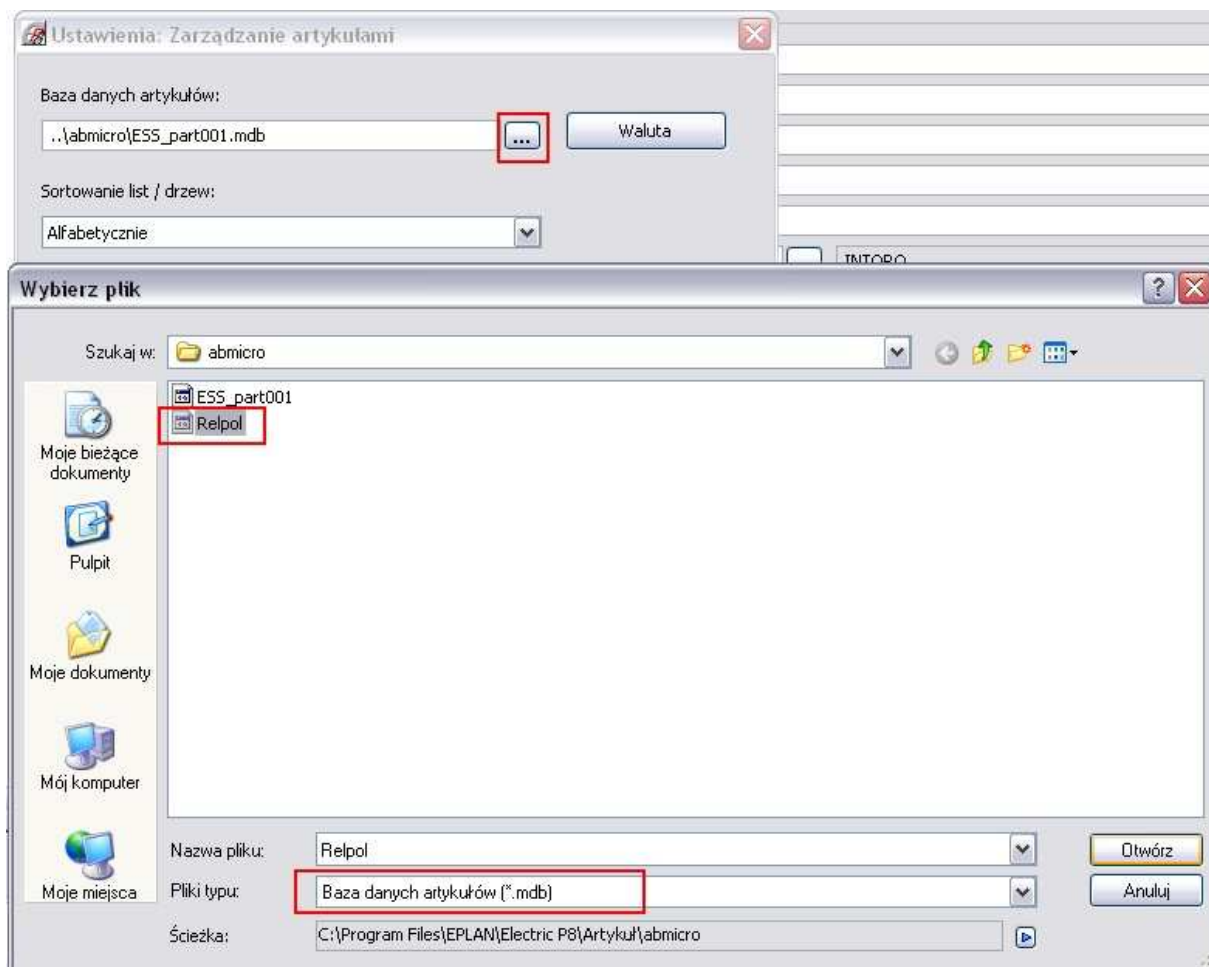 Ustawienia: Zarządzanie artykułami
Baza danych artykułów:
..\abmicro\ESS_part001.mdb
...
Waluta
Sortowanie list / drzew:
Alfabetycznie
INTORO
Wybierz plik
Szukaj w:
abmicro
ESS_part001
Relpol
Moje bieżące
dokumenty
Pulpit
Moje dokumenty
Mój komputer
Moje miejsca
Nazwa pliku:
Relpol
Otwórz
Pliki typu:
Baza danych artykułów (*.mdb)
Anuluj
Ścieżka:
C:\Program Files\EPLAN\Electric P8\Artykuł\abmicro